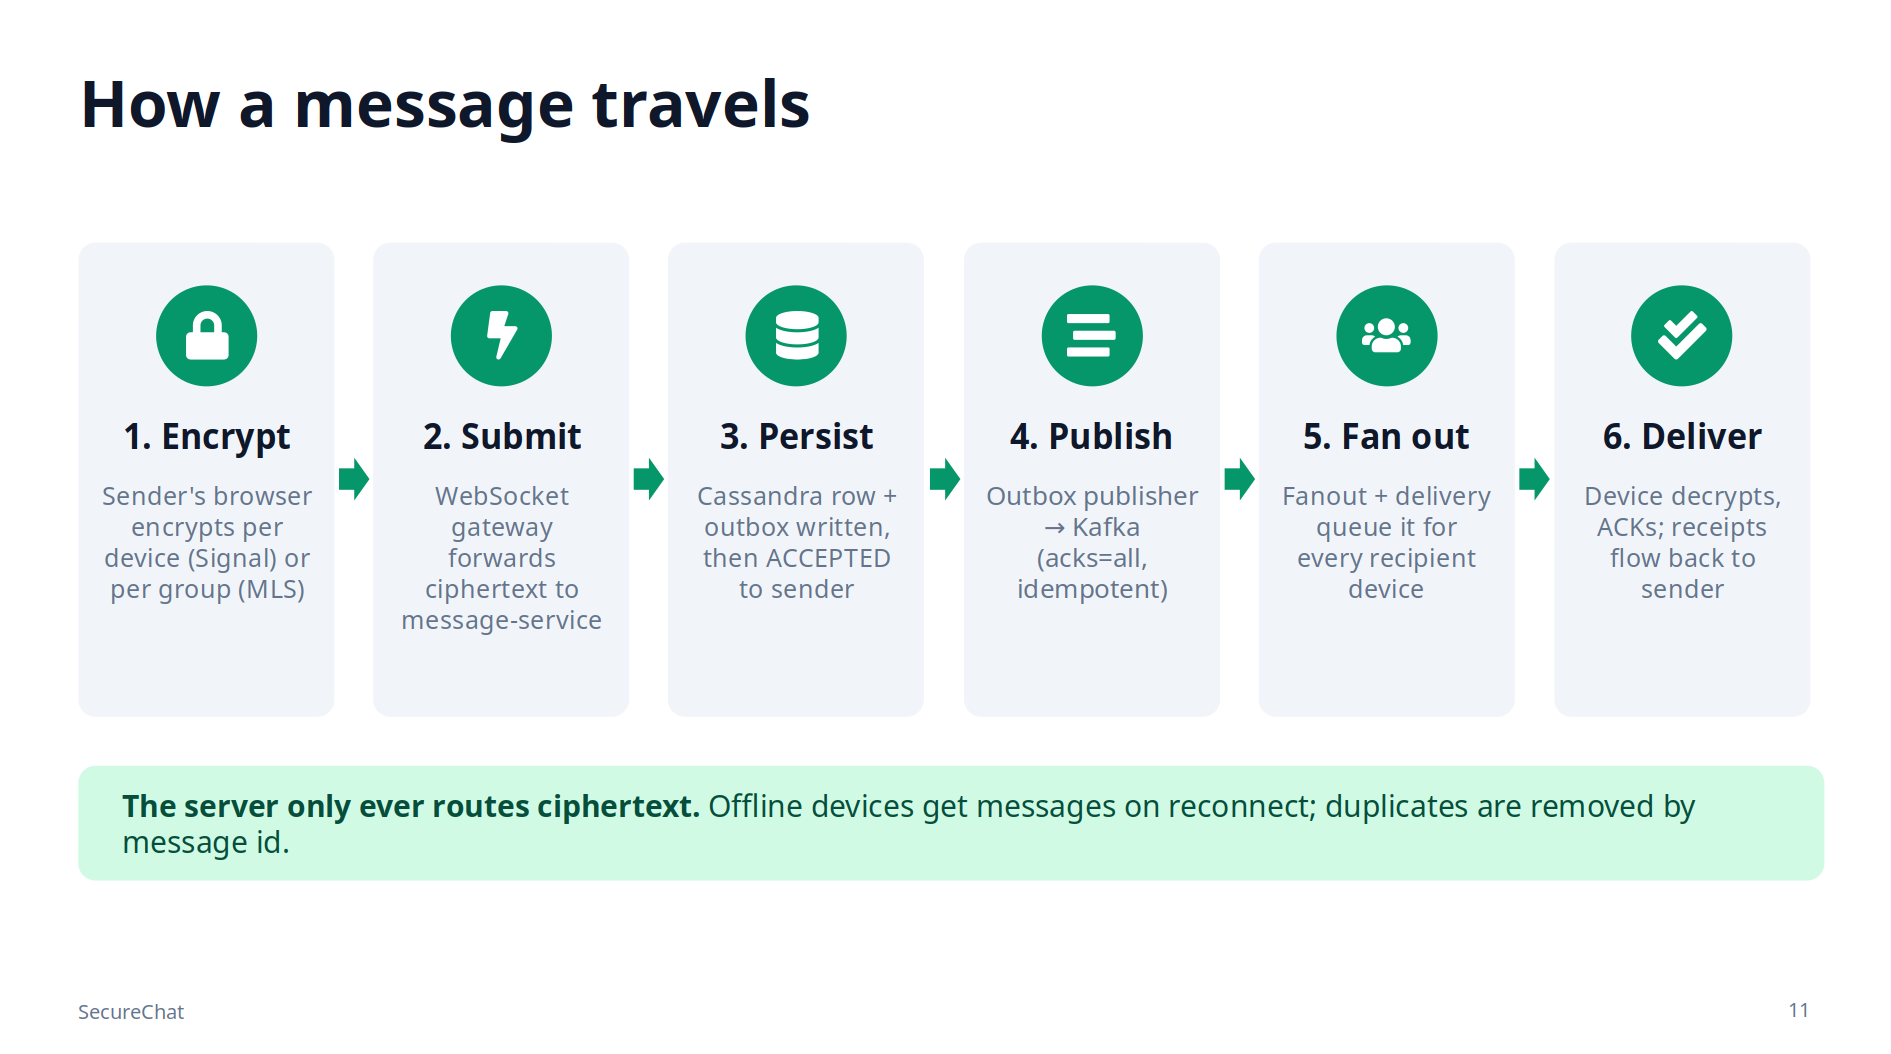 How a message travels
1. Encrypt
Sender's browser
encrypts per
device (Signal) or
per group (MLS)
2. Submit
WebSocket
gateway
forwards
ciphertext to
message-service
3. Persist
Cassandra row +
outbox written,
then ACCEPTED
to sender
4. Publish
Outbox publisher
→ Kafka
(acks=all,
idempotent)
5. Fan out
Fanout + delivery
queue it for
every recipient
device
6. Deliver
Device decrypts,
ACKs; receipts
flow back to
sender
The server only ever routes ciphertext. Offline devices get messages on reconnect; duplicates are removed by
message id.
SecureChat
11